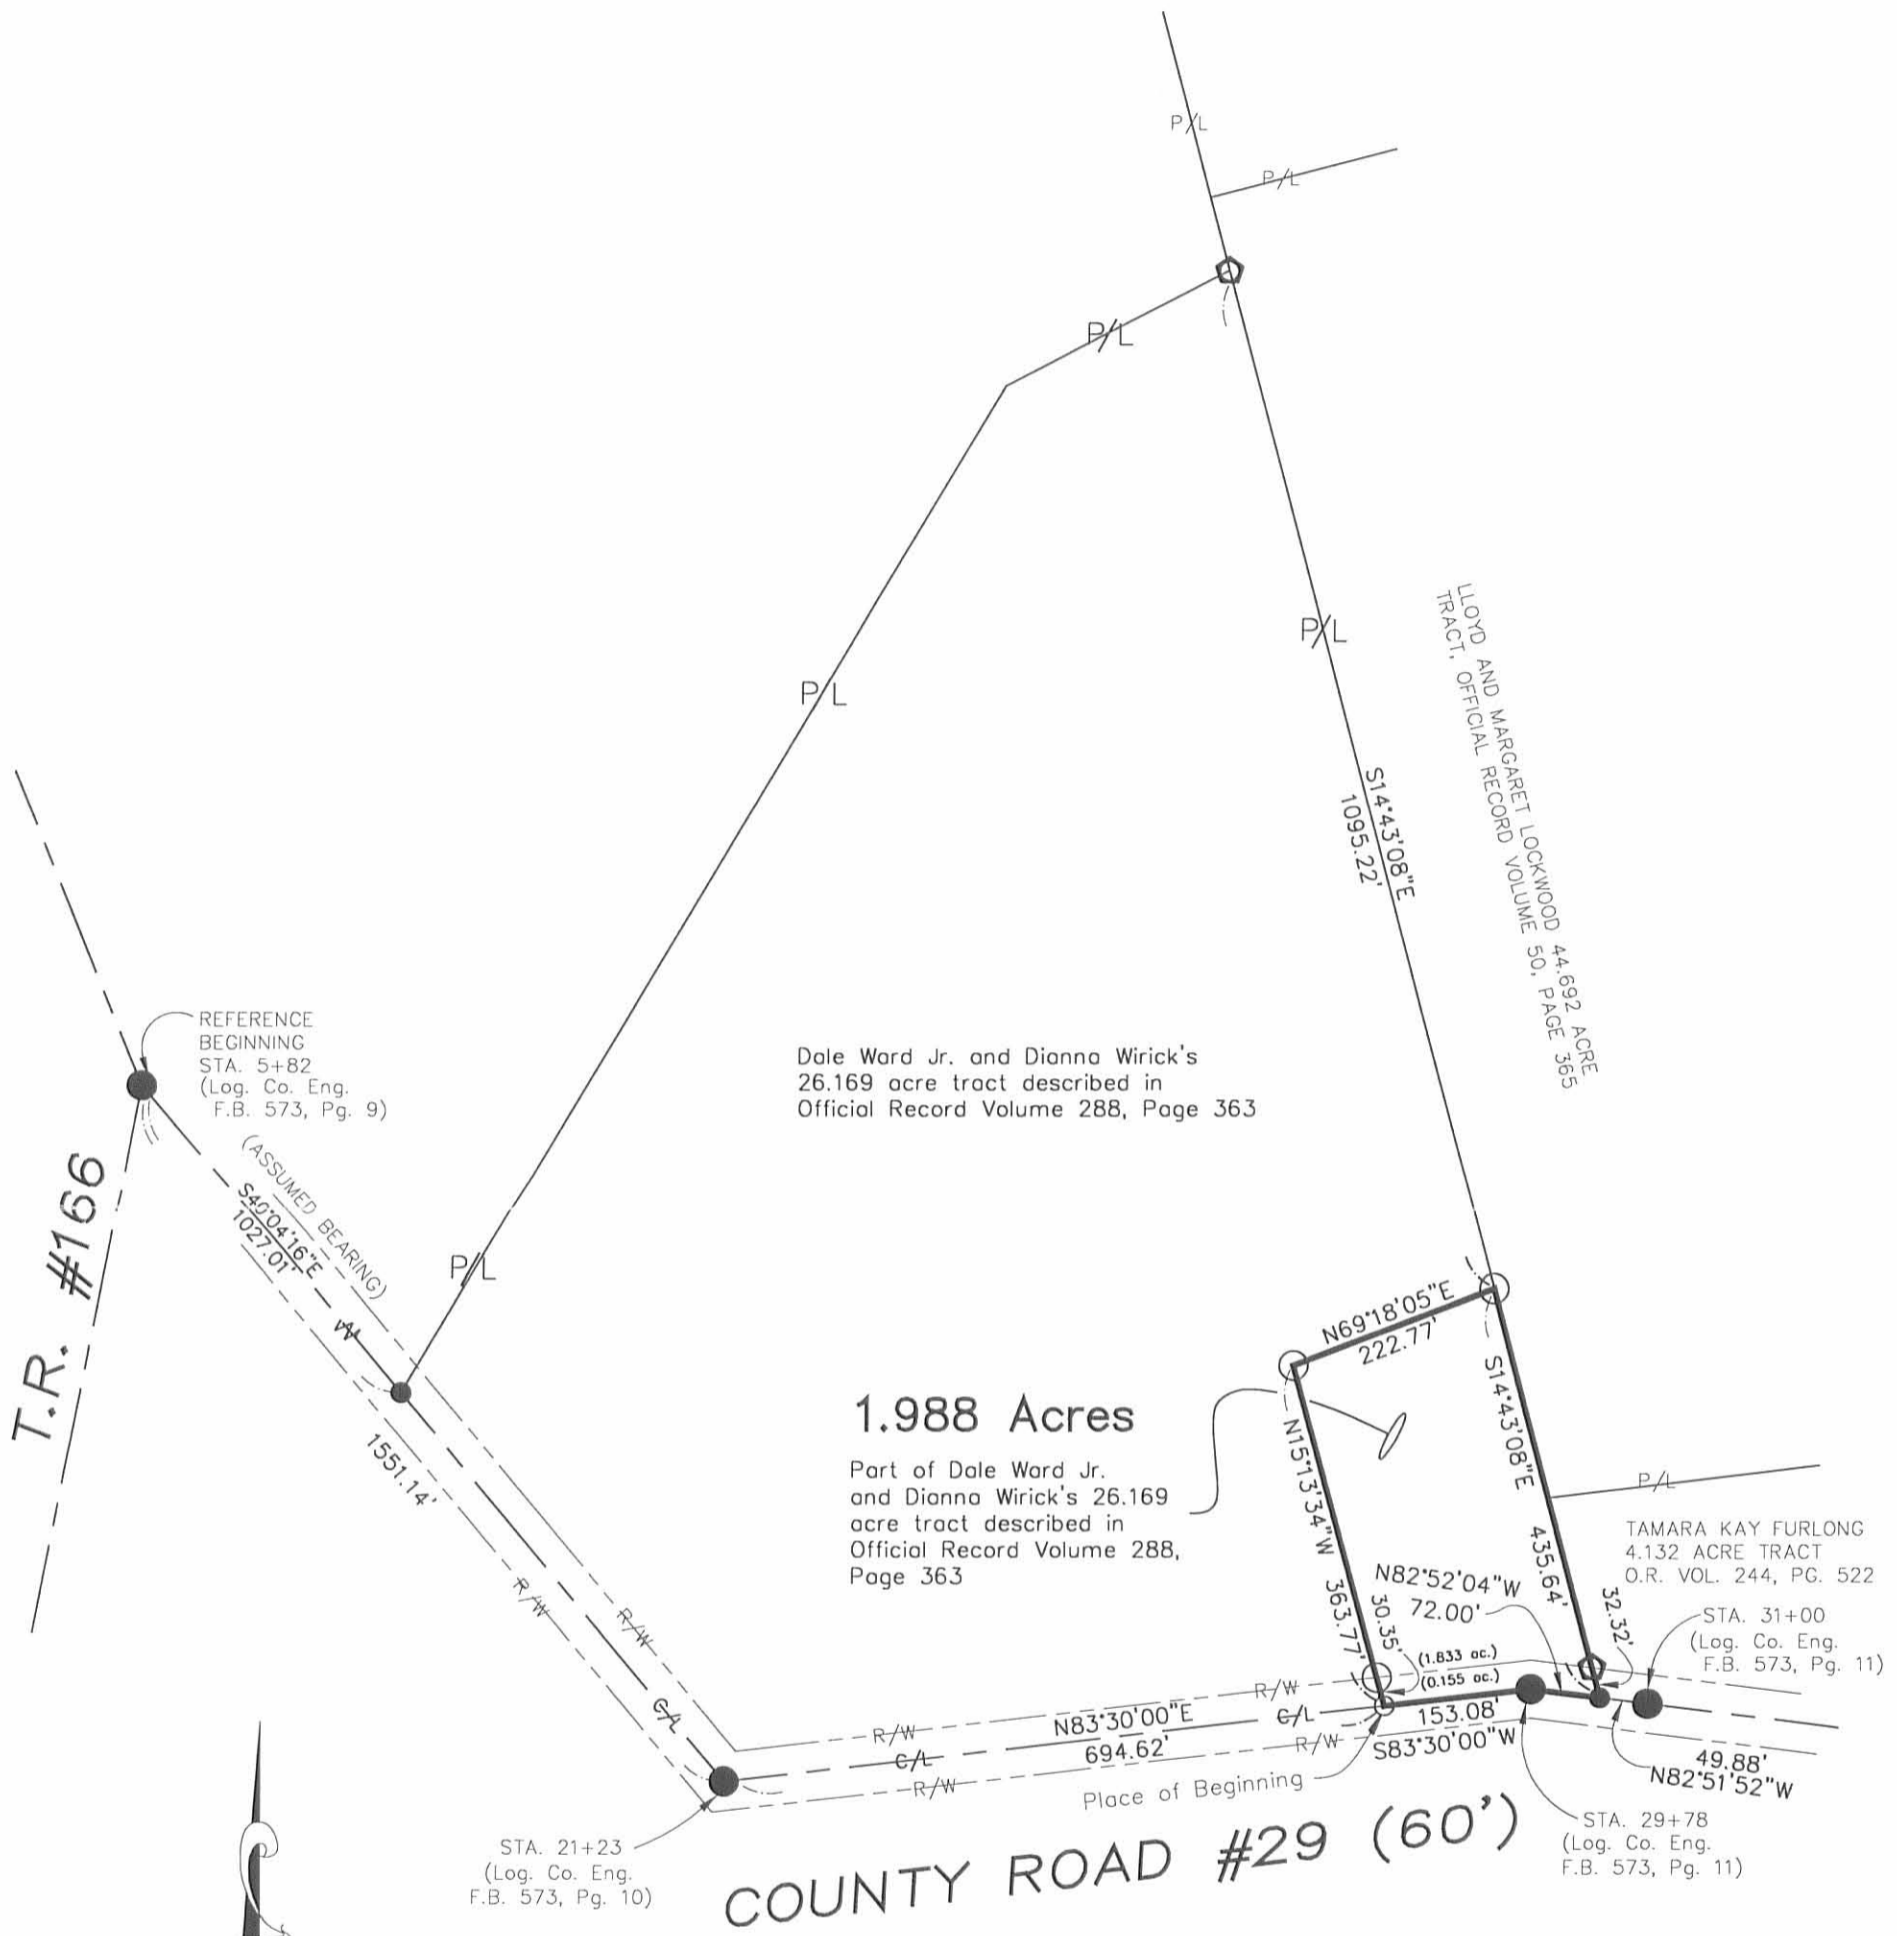 P/L
P/L
P/L
P/L
P/L
LLOYD AND MARGARET LOCKWOOD 44.692 ACRE
TRACT, OFFICIAL RECORD VOLUME 50, PAGE 365
S14°43'08"E
1095.22'
REFERENCE
BEGINNING
STA. 5+82
(Log. Co. Eng.
F.B. 573, Pg. 9)
Dale Ward Jr. and Dianna Wirick's
26.169 acre tract described in
Official Record Volume 288, Page 363
T.R. #166
(ASSUMED BEARING)
S40°04'16"E
1027.01'
P/L
N69°18'05"E
222.77'
1.988 Acres
Part of Dale Ward Jr.
and Dianna Wirick's 26.169
acre tract described in
Official Record Volume 288,
Page 363
N15°13'34"W 363.77'
S14°43'08"E 435.64'
P/L
TAMARA KAY FURLONG
4.132 ACRE TRACT
O.R. VOL. 244, PG. 522
1551.14'
N82°52'04"W
72.00'
30.35'
32.32'
STA. 31+00
(Log. Co. Eng.
F.B. 573, Pg. 11)
(1.833 ac.)
(0.155 ac.)
R/W
R/W
C/L
R/W
R/W
C/L
R/W
R/W
C/L
N83°30'00"E
694.62'
153.08'
S83°30'00"W
49.88'
N82°51'52"W
Place of Beginning
STA. 21+23
(Log. Co. Eng.
F.B. 573, Pg. 10)
STA. 29+78
(Log. Co. Eng.
F.B. 573, Pg. 11)
COUNTY ROAD #29 (60')